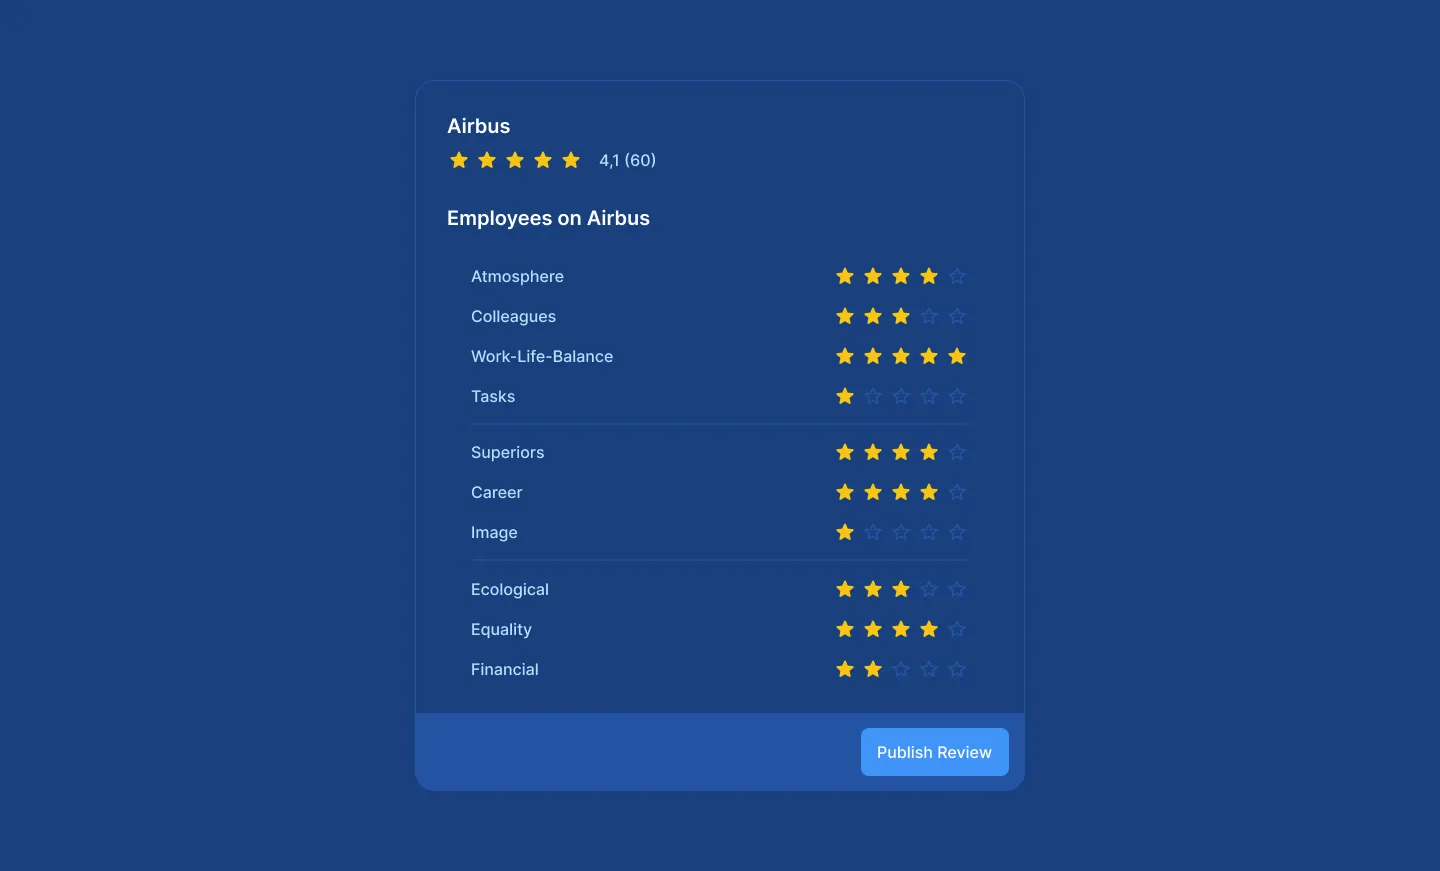 Airbus
4,1 (60)
Employees on Airbus
Atmosphere
Colleagues
Work-Life-Balance
Tasks
Superiors
Career
Image
Ecological
Equality
Financial
Publish Review